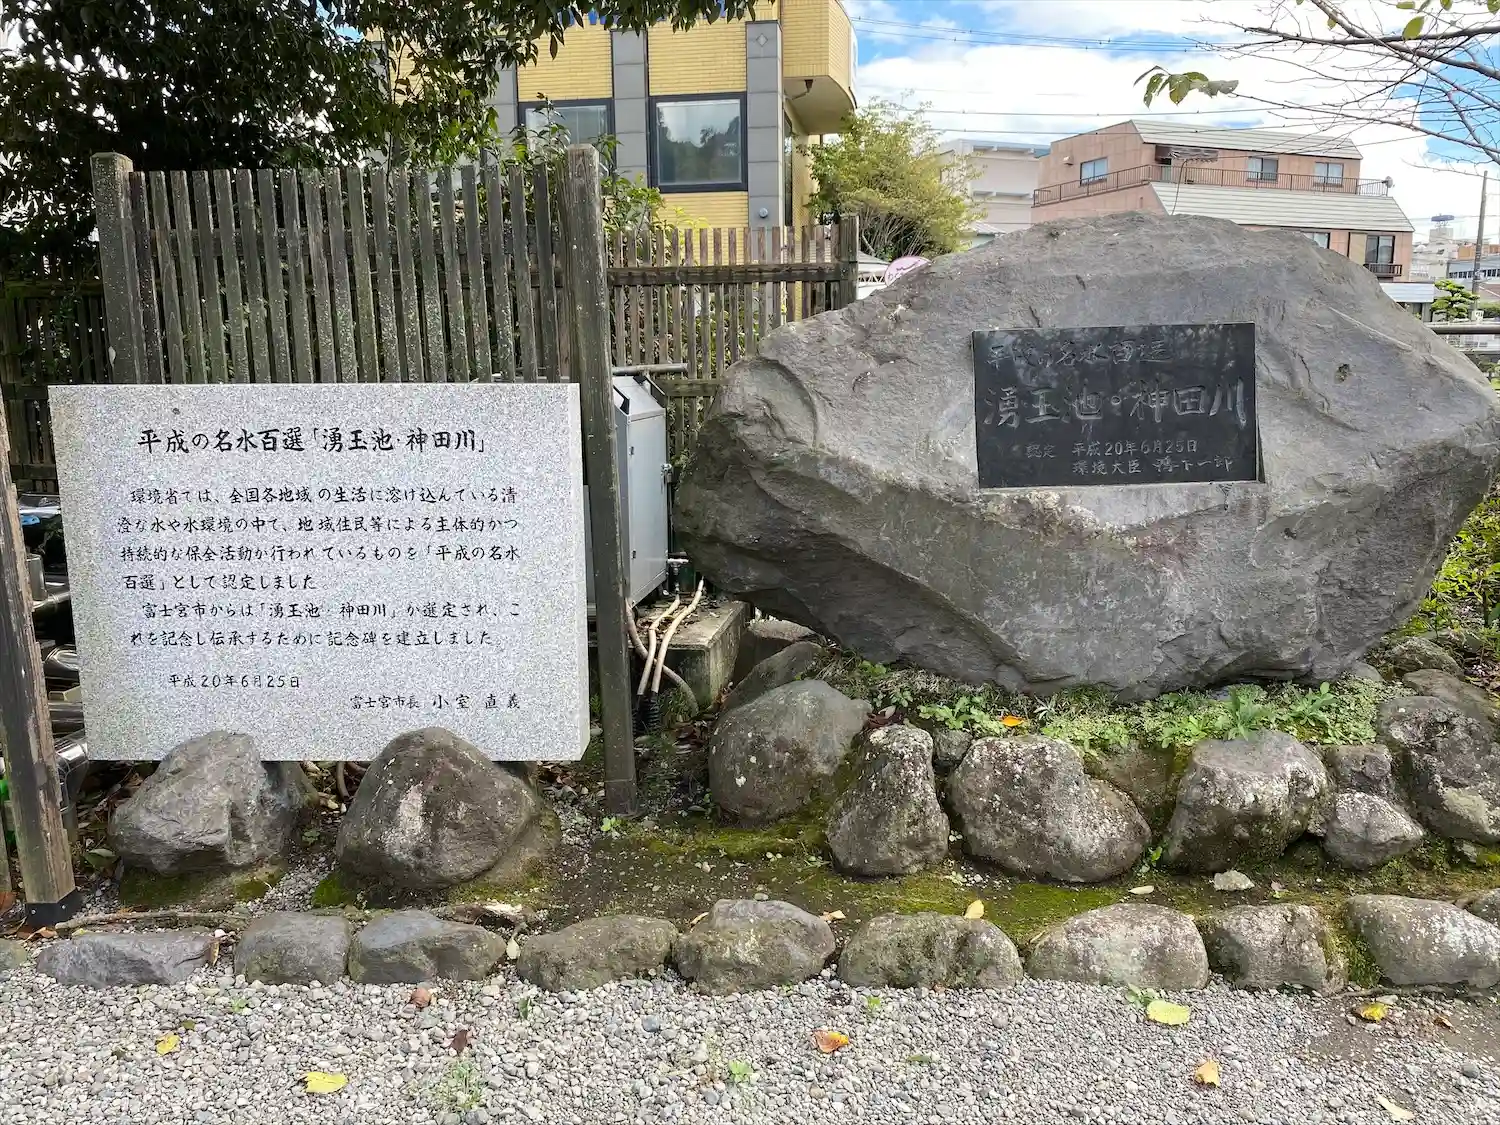 平成の名水百選「湧玉池・神田川」
環境省では、全国各地域の生活に溶け込んでいる清
澄な水や水環境の中で、地域住民等による主体的かつ
持続的な保全活動が行われているものを「平成の名水
百選」として認定しました
富士宮市からは「湧玉池・神田川」が選定され、こ
れを記念し伝承するために記念碑を建立しました
平成20年6月25日
富士宮市長 小室 直義
平成の名水百選
湧玉池・神田川
認定 平成20年6月25日
環境大臣 鴨下一郎